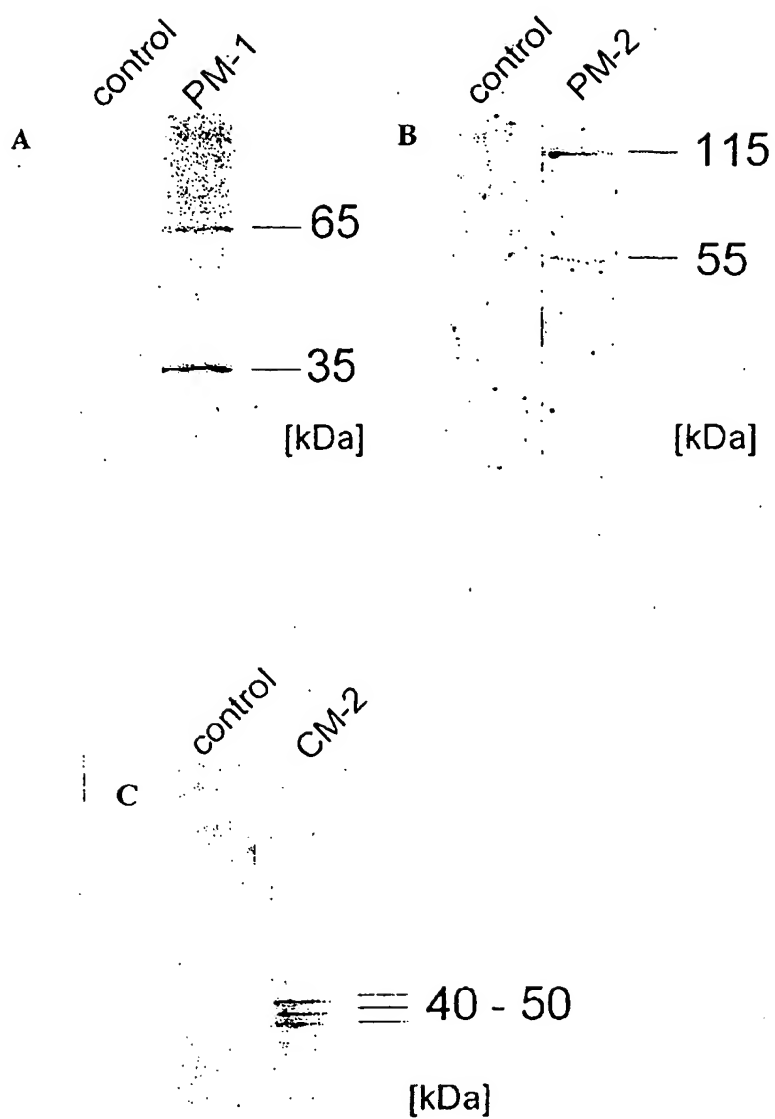 control PM-1
A
65
35
[kDa]
control PM-2
B
115
55
[kDa]
control CM-2
C
40 - 50
[kDa]